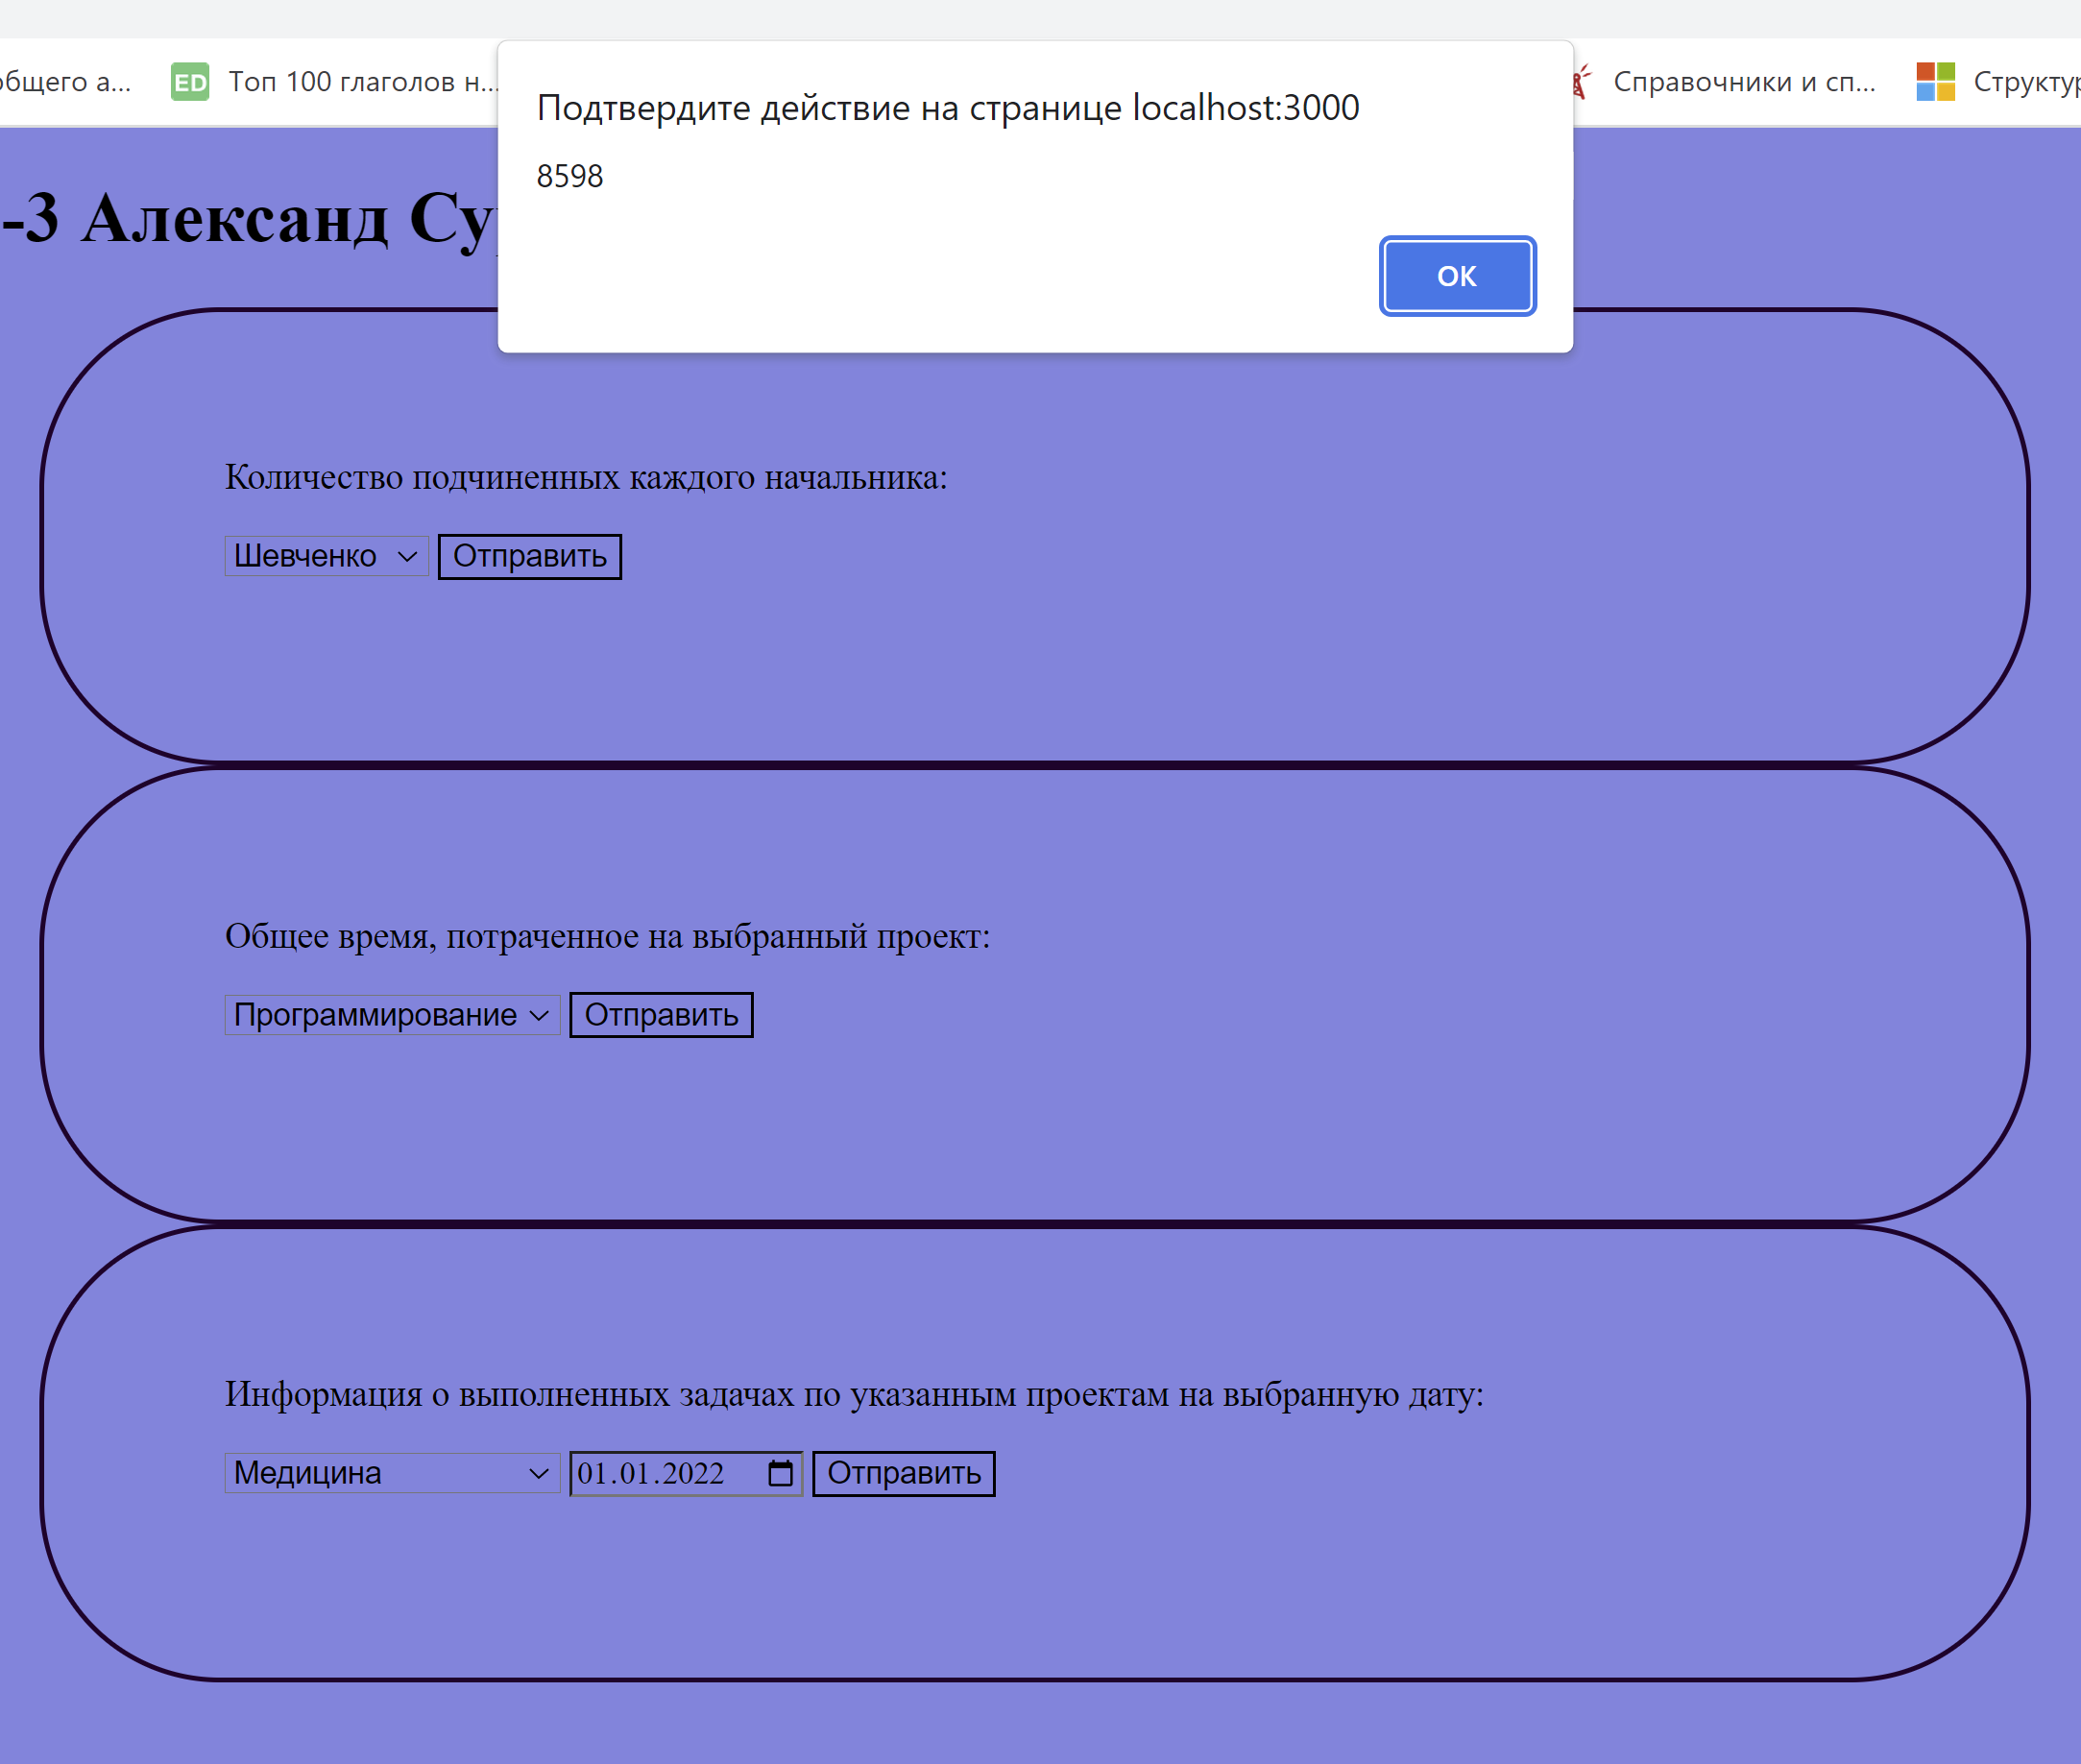 общего а...
ED Топ 100 глаголов н...
Справочники и сп...
Структур
Подтвердите действие на странице localhost:3000
8598
ОК
-3 Александ Су
Количество подчиненных каждого начальника:
Шевченко Отправить
Общее время, потраченное на выбранный проект:
Программирование Отправить
Информация о выполненных задачах по указанным проектам на выбранную дату:
Медицина 01.01.2022 Отправить